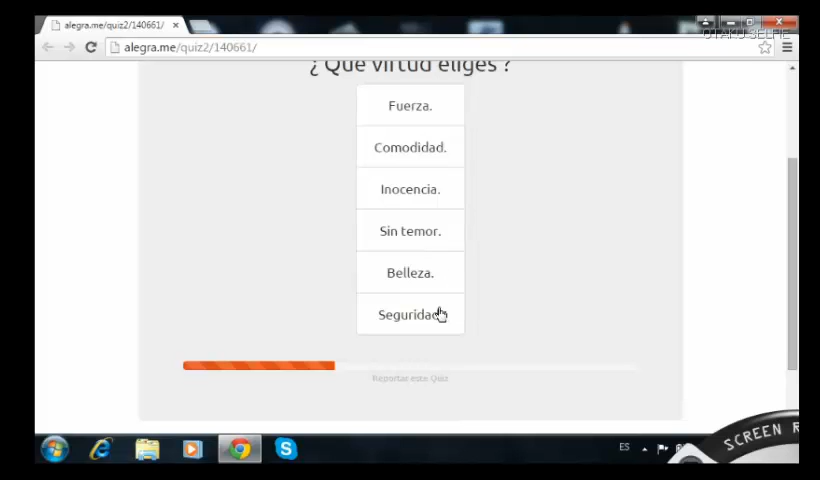 alegra.me/quiz2/140661/
OTAKU SELFIE
alegra.me/quiz2/140661/
¿ Que virtud eliges ?
Fuerza.
Comodidad.
Inocencia.
Sin temor.
Belleza.
Seguridad
Reportar este Quiz
ES
SCREEN R